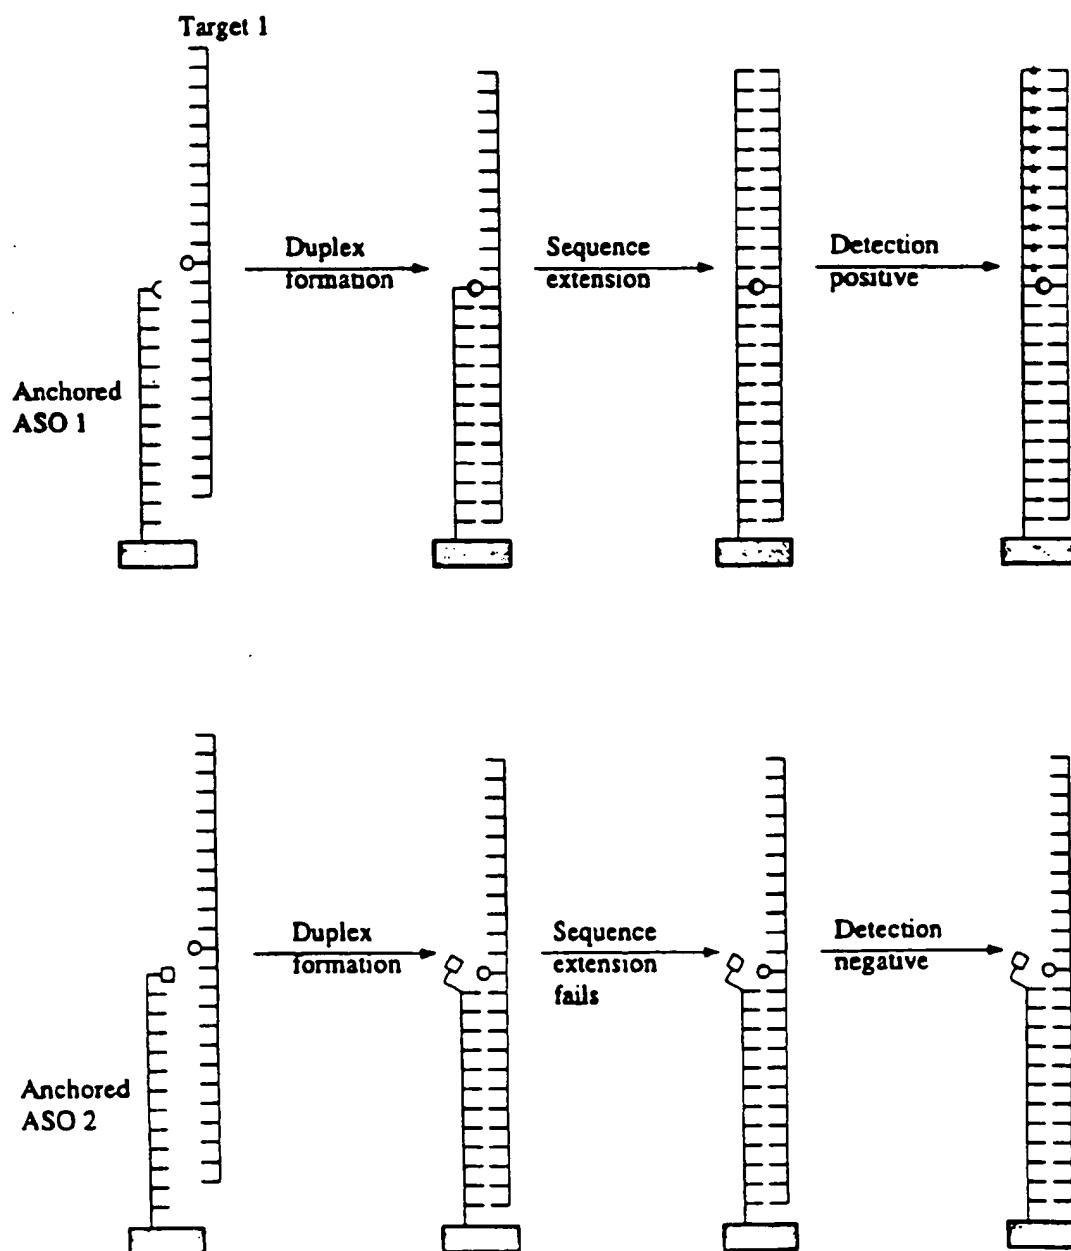 Target 1
Duplex
formation
Sequence
extension
Detection
positive
Anchored
ASO 1
Duplex
formation
Sequence
extension
fails
Detection
negative
Anchored
ASO 2